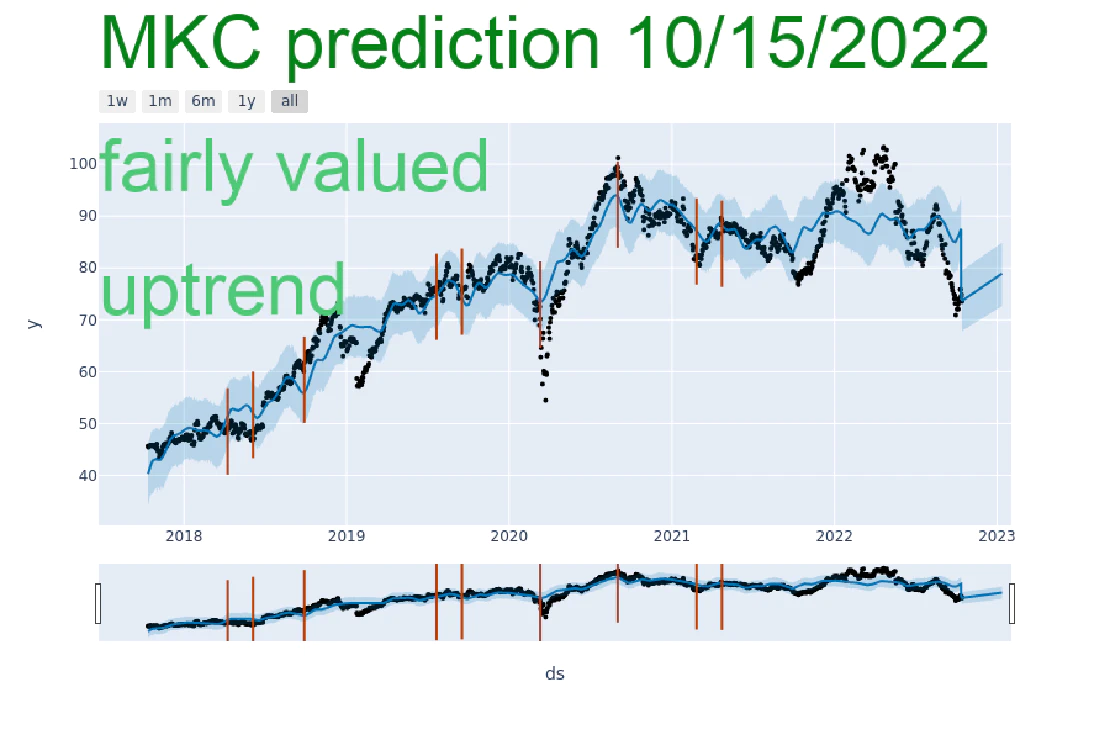 MKC prediction 10/15/2022
1w 1m 6m 1y all
fairly valued
uptrend
100
90
80
70
60
50
40
y
2018 2019 2020 2021 2022 2023
ds